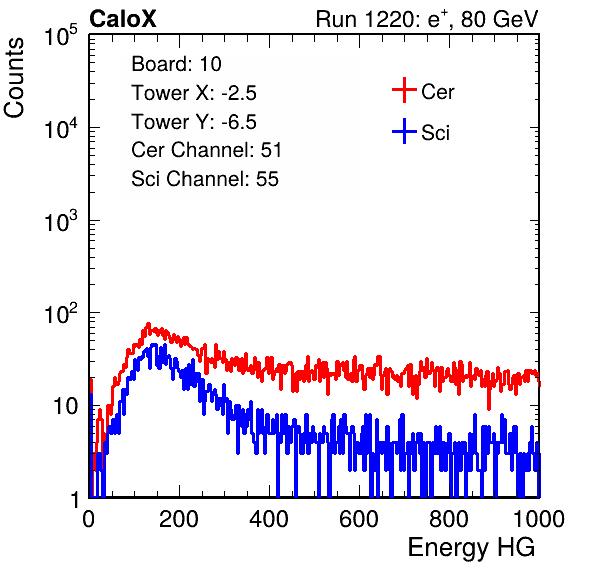 CaloX Run 1220: e⁺, 80 GeV
Counts
10⁵
10⁴
10³
10²
10
1
Board: 10
Tower X: -2.5
Tower Y: -6.5
Cer Channel: 51
Sci Channel: 55
Cer
Sci
0 200 400 600 800 1000
Energy HG